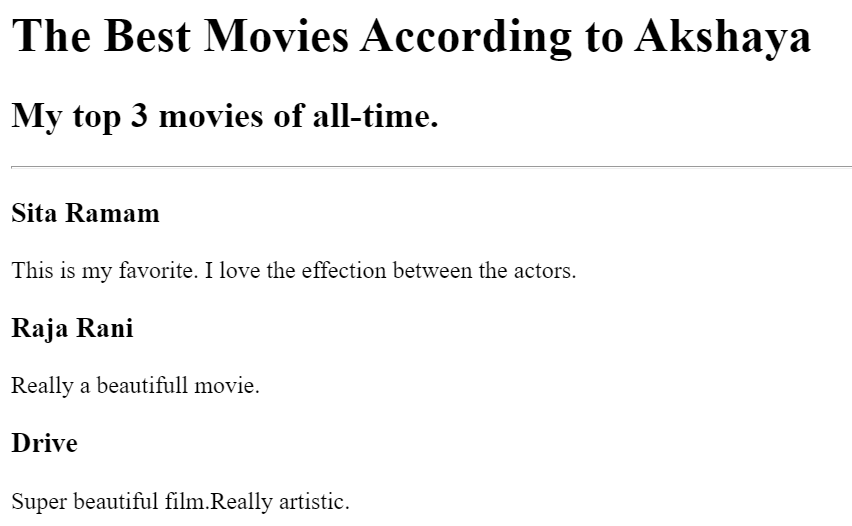 The Best Movies According to Akshaya
My top 3 movies of all-time.
Sita Ramam
This is my favorite. I love the effection between the actors.
Raja Rani
Really a beautifull movie.
Drive
Super beautiful film.Really artistic.